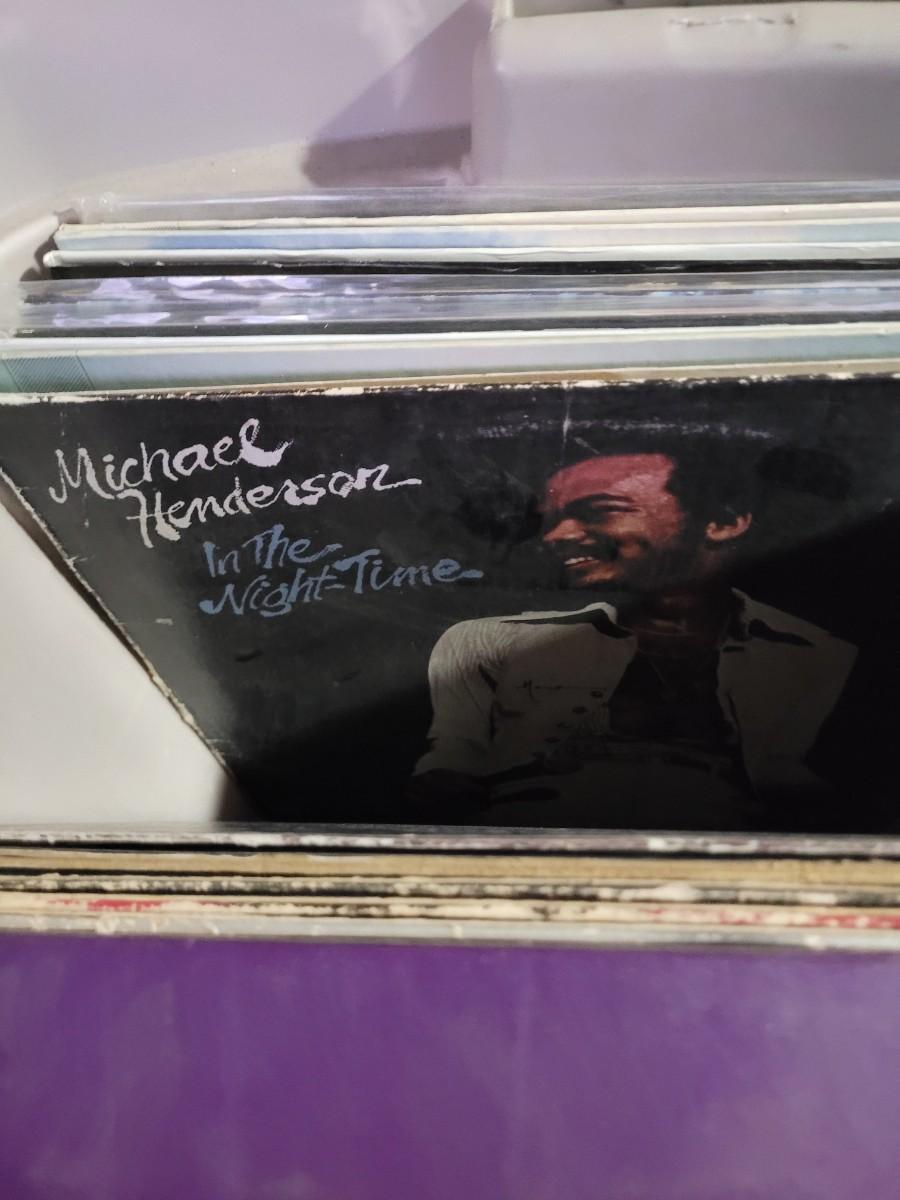 Michael
Henderson
In The
Night-Time